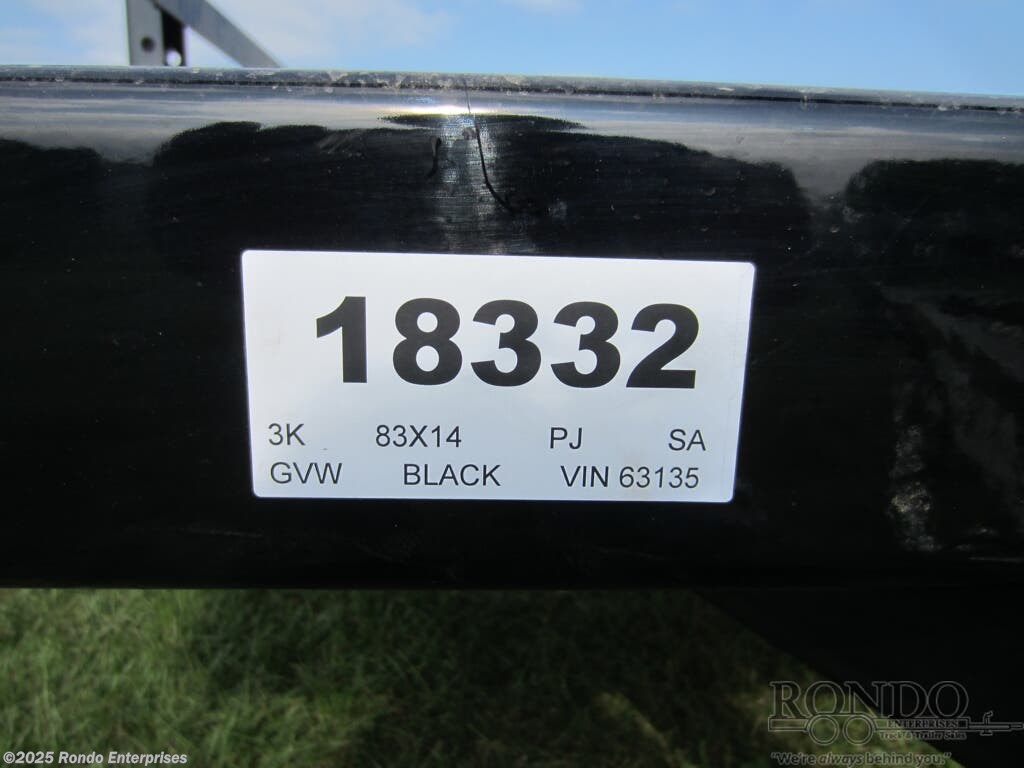 18332
3K 83X14 PJ SA
GVW BLACK VIN 63135
RONDO
ENTERPRISES
Truck & Trailer Sales
"We're always behind you."
©2025 Rondo Enterprises